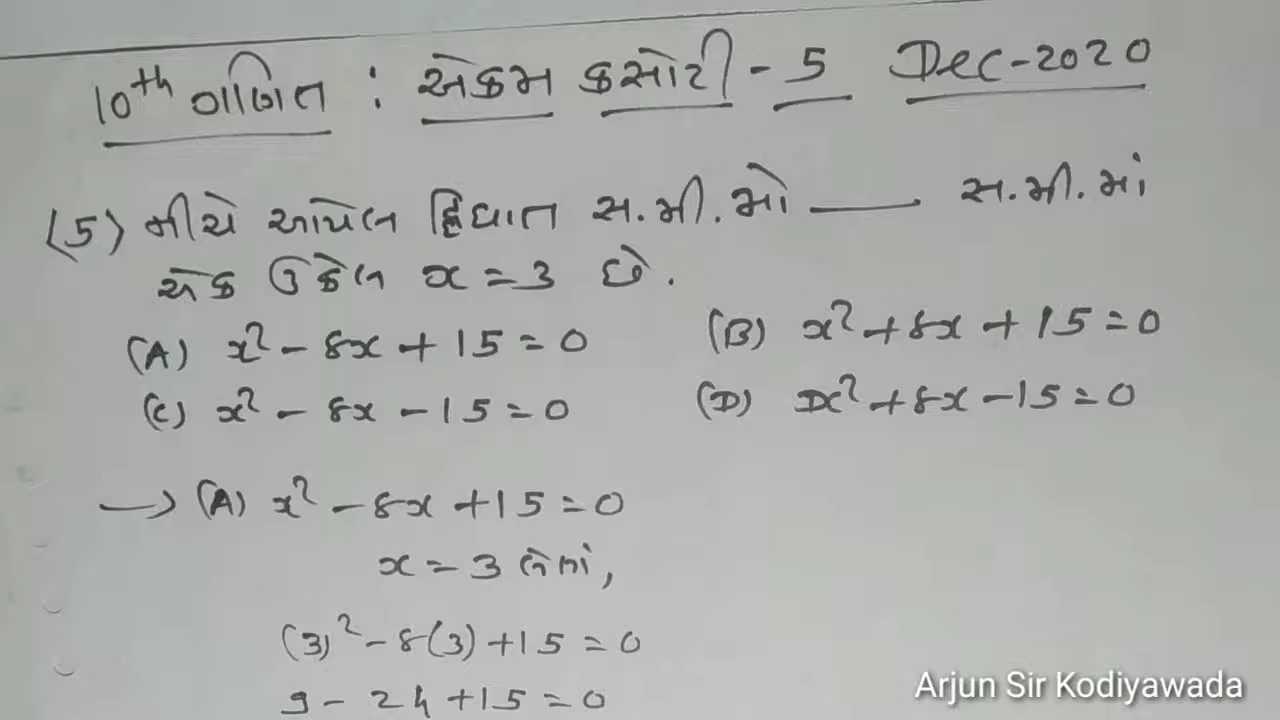 10th ગણિત : એકમ કસોટી - 5 Dec-2020
(5) નીચે આપેલ દ્વિઘાત સ.મી.મો ___ સ.મી.માં
એક ઉકેલ x = 3 છે.
(A) x² - 8x + 15 = 0 (B) x² + 8x + 15 = 0
(C) x² - 8x - 15 = 0 (D) x² + 8x - 15 = 0
→ (A) x² - 8x + 15 = 0
x = 3 લેતાં,
(3)² - 8(3) + 15 = 0
9 - 24 + 15 = 0
Arjun Sir Kodiyawada